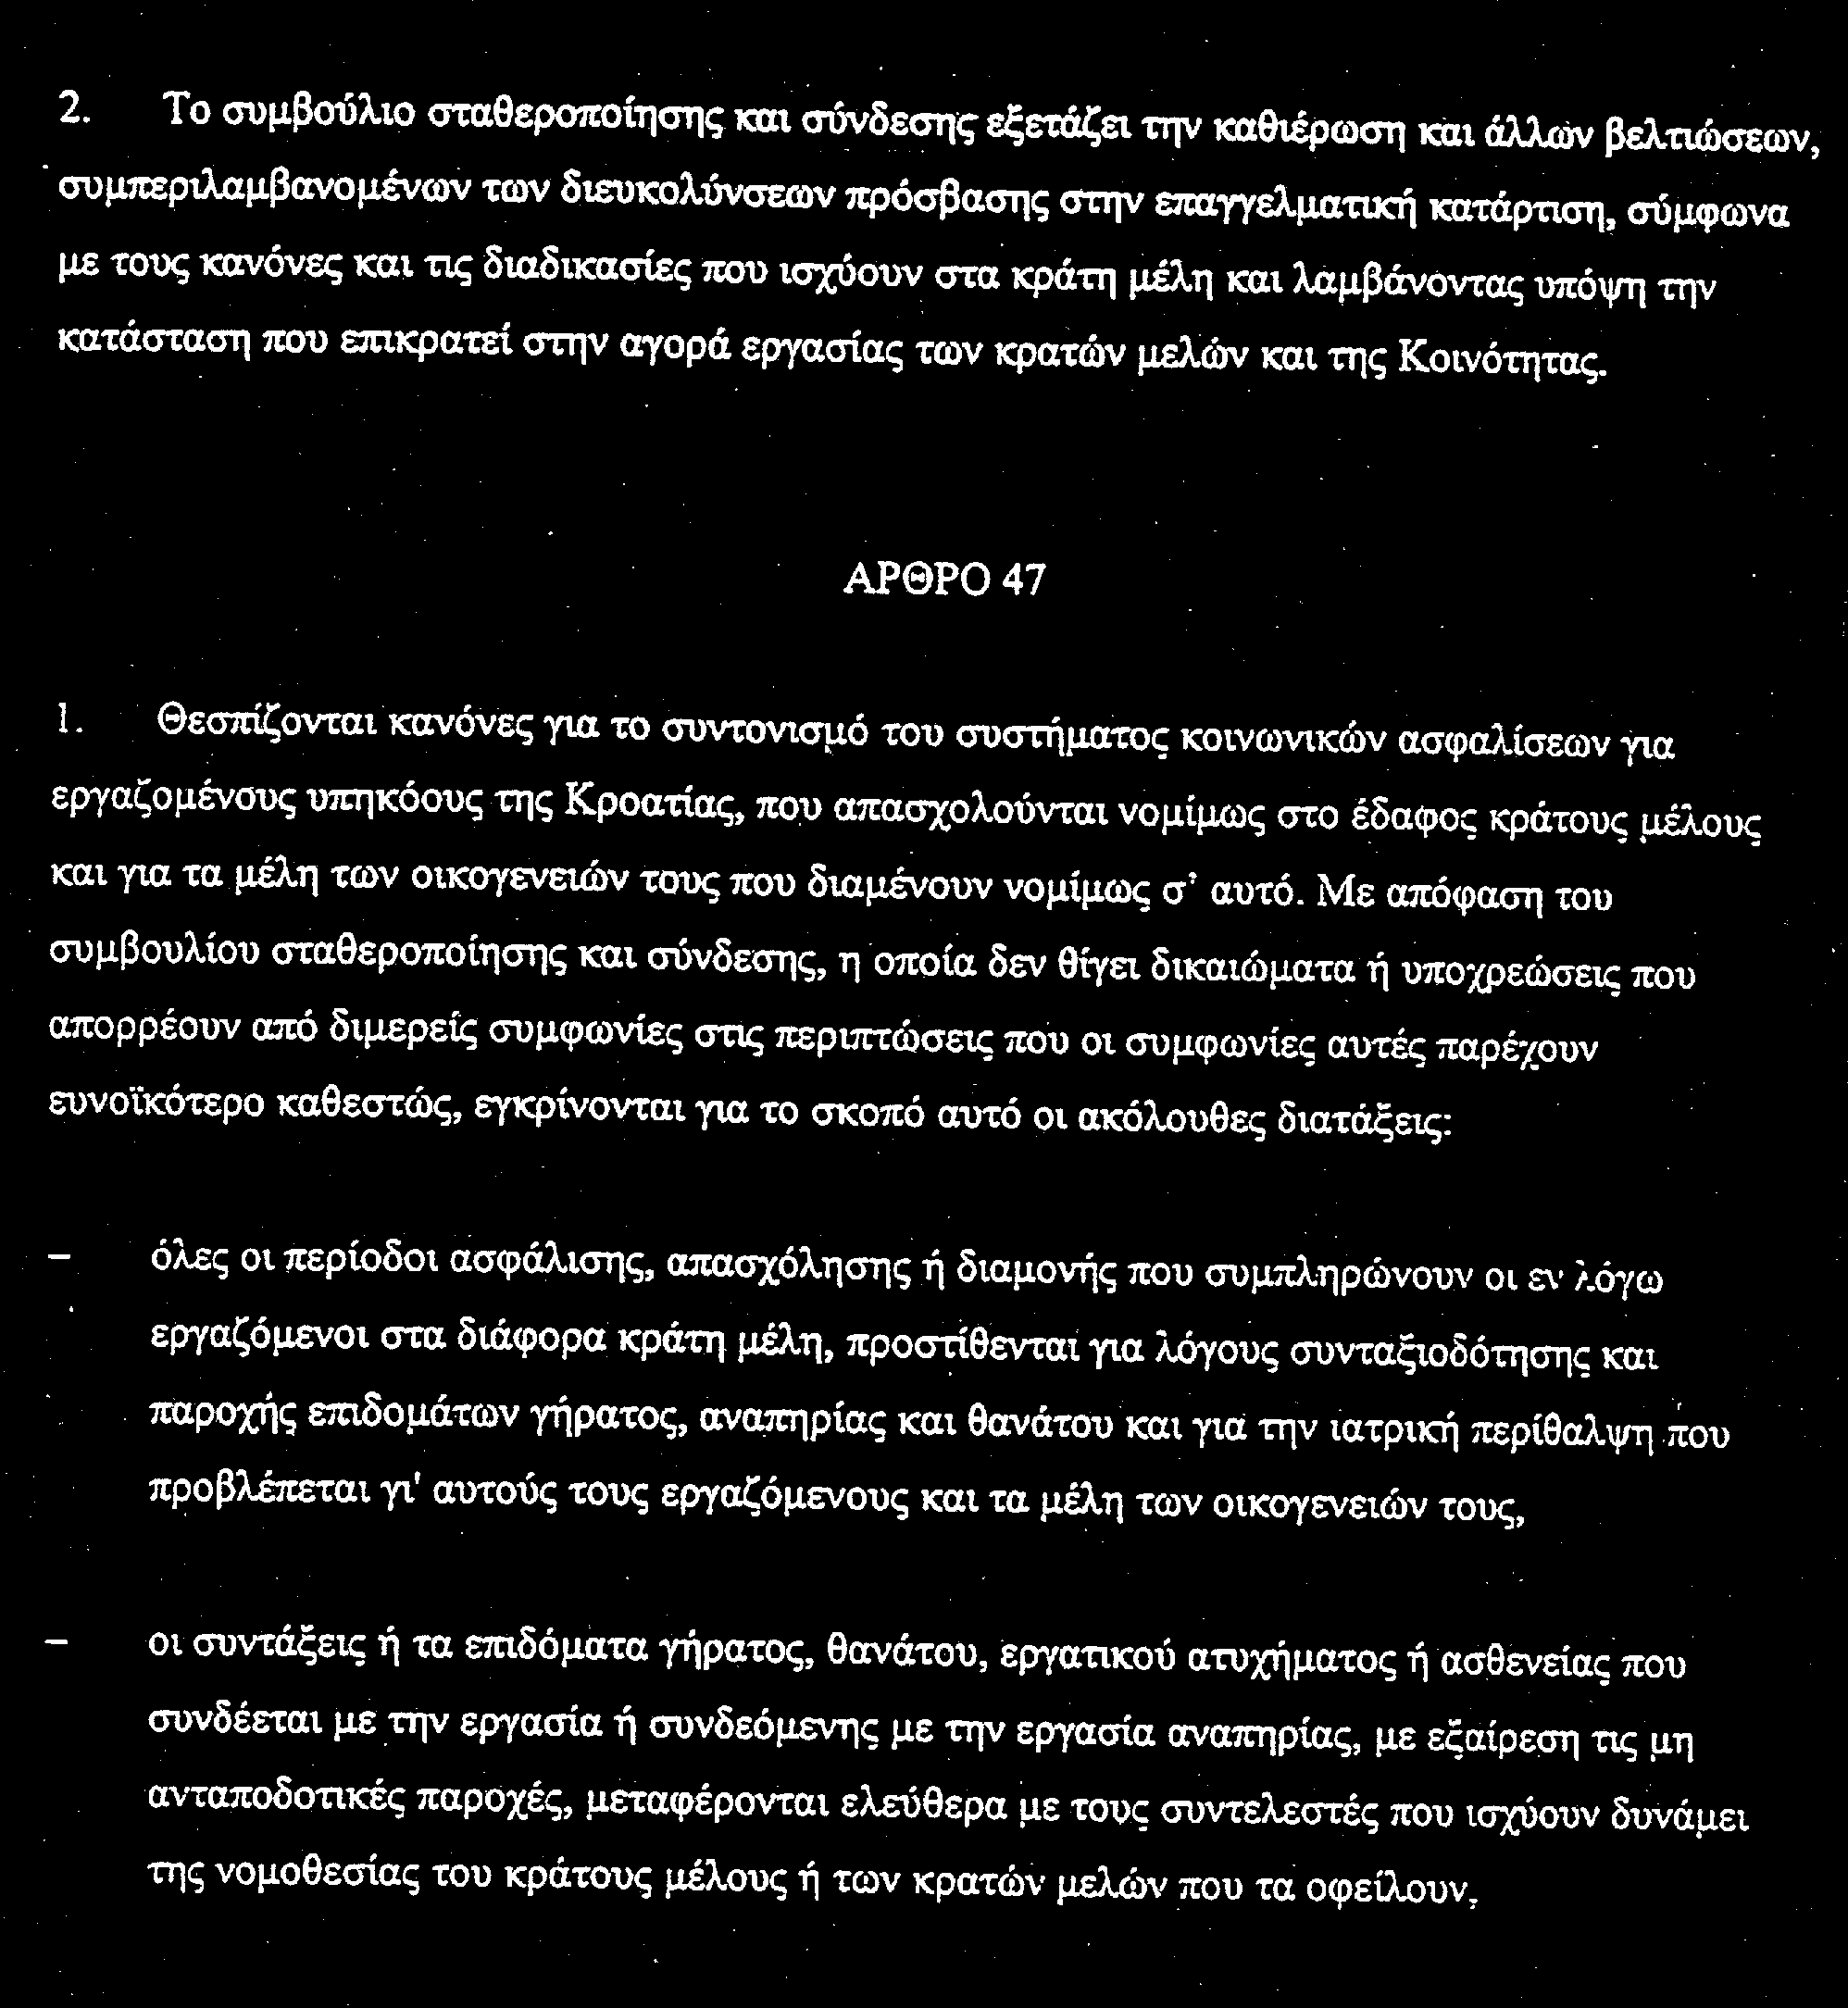 2. Το συμβούλιο σταθεροποίησης και σύνδεσης εξετάζει την καθιέρωση και άλλων βελτιώσεων,
συμπεριλαμβανομένων των διευκολύνσεων πρόσβασης στην επαγγελματική κατάρτιση, σύμφωνα
με τους κανόνες και τις διαδικασίες που ισχύουν στα κράτη μέλη και λαμβάνοντας υπόψη την
κατάσταση που επικρατεί στην αγορά εργασίας των κρατών μελών και της Κοινότητας.
ΑΡΘΡΟ 47
1. Θεσπίζονται κανόνες για το συντονισμό του συστήματος κοινωνικών ασφαλίσεων για
εργαζομένους υπηκόους της Κροατίας, που απασχολούνται νομίμως στο έδαφος κράτους μέλους
και για τα μέλη των οικογενειών τους που διαμένουν νομίμως σ' αυτό. Με απόφαση του
συμβουλίου σταθεροποίησης και σύνδεσης, η οποία δεν θίγει δικαιώματα ή υποχρεώσεις που
απορρέουν από διμερείς συμφωνίες στις περιπτώσεις που οι συμφωνίες αυτές παρέχουν
ευνοϊκότερο καθεστώς, εγκρίνονται για το σκοπό αυτό οι ακόλουθες διατάξεις:
– όλες οι περίοδοι ασφάλισης, απασχόλησης ή διαμονής που συμπληρώνουν οι εν λόγω
εργαζόμενοι στα διάφορα κράτη μέλη, προστίθενται για λόγους συνταξιοδότησης και
παροχής επιδομάτων γήρατος, αναπηρίας και θανάτου και για την ιατρική περίθαλψη που
προβλέπεται γι' αυτούς τους εργαζόμενους και τα μέλη των οικογενειών τους,
– οι συντάξεις ή τα επιδόματα γήρατος, θανάτου, εργατικού ατυχήματος ή ασθενείας που
συνδέεται με την εργασία ή συνδεόμενης με την εργασία αναπηρίας, με εξαίρεση τις μη
ανταποδοτικές παροχές, μεταφέρονται ελεύθερα με τους συντελεστές που ισχύουν δυνάμει
της νομοθεσίας του κράτους μέλους ή των κρατών μελών που τα οφείλουν,